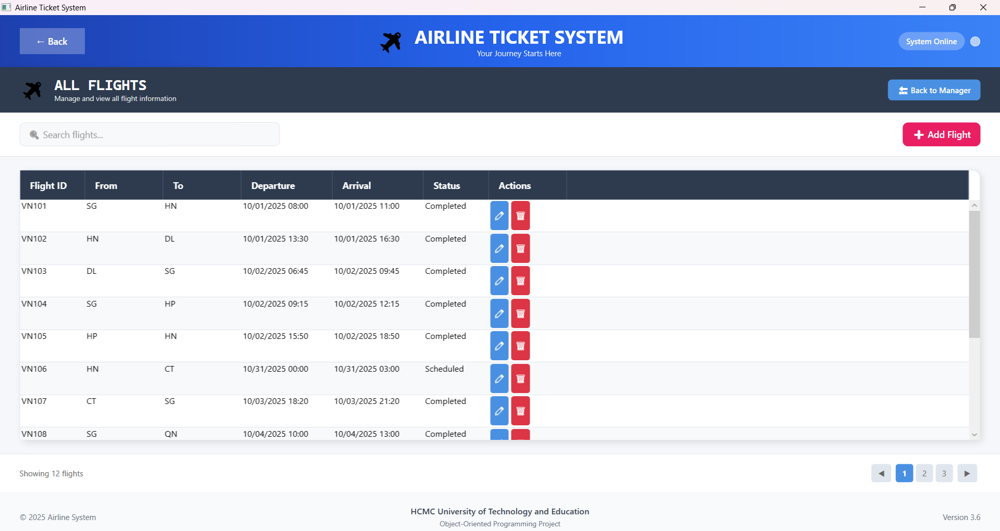 Airline Ticket System
← Back
AIRLINE TICKET SYSTEM
Your Journey Starts Here
System Online
ALL FLIGHTS
Manage and view all flight information
Back to Manager
Search flights...
Add Flight
Flight ID From To Departure Arrival Status Actions
VN101 SG HN 10/01/2025 08:00 10/01/2025 11:00 Completed
VN102 HN DL 10/01/2025 13:30 10/01/2025 16:30 Completed
VN103 DL SG 10/02/2025 06:45 10/02/2025 09:45 Completed
VN104 SG HP 10/02/2025 09:15 10/02/2025 12:15 Completed
VN105 HP HN 10/02/2025 15:50 10/02/2025 18:50 Completed
VN106 HN CT 10/31/2025 00:00 10/31/2025 03:00 Scheduled
VN107 CT SG 10/03/2025 18:20 10/03/2025 21:20 Completed
VN108 SG QN 10/04/2025 10:00 10/04/2025 13:00 Completed
Showing 12 flights
◀ 1 2 3 ▶
HCMC University of Technology and Education
© 2025 Airline System
Object-Oriented Programming Project
Version 3.6